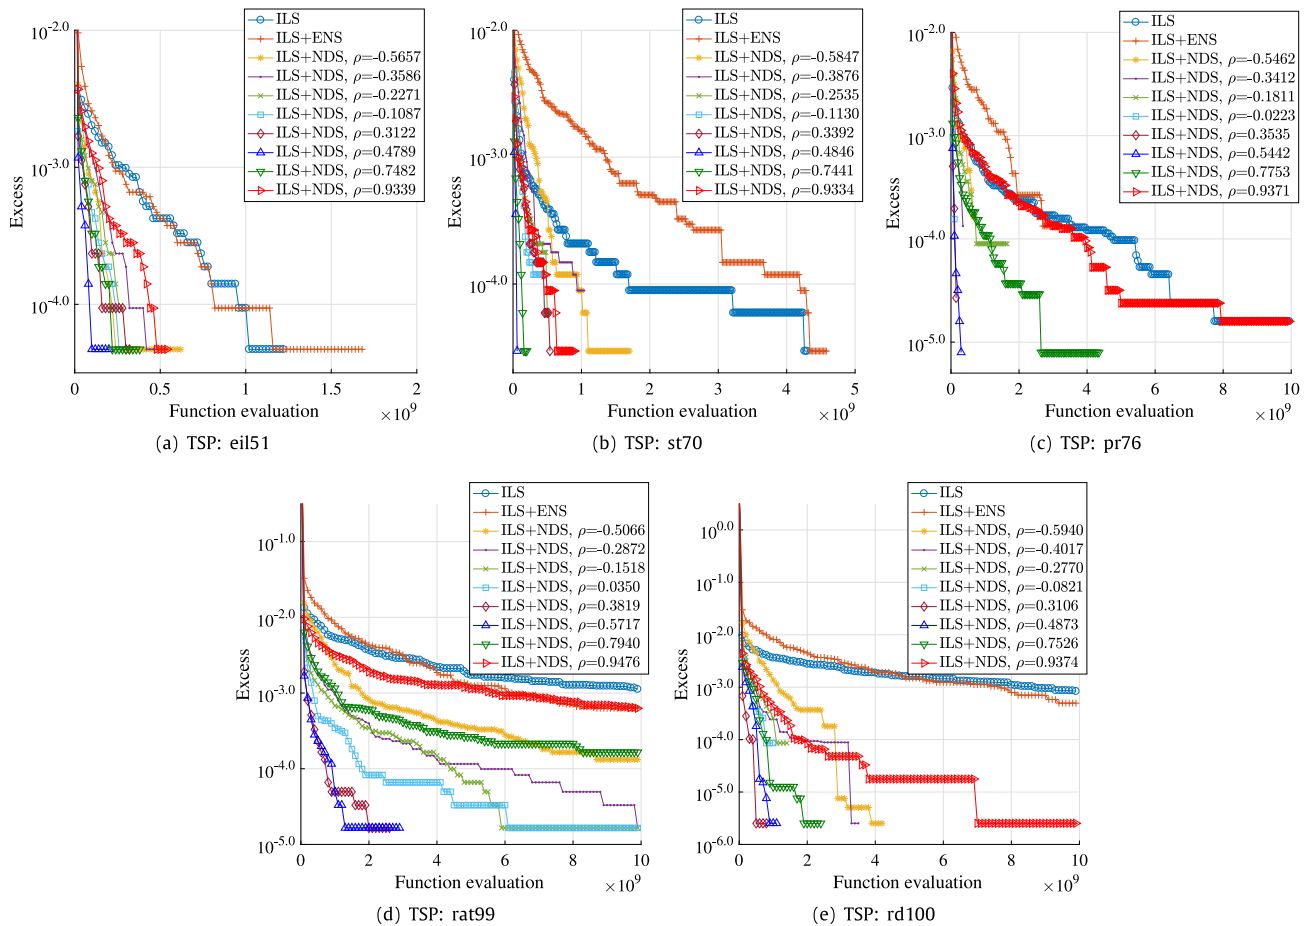 ILS
ILS+ENS
ILS+NDS, ρ=-0.5657
ILS+NDS, ρ=-0.3586
ILS+NDS, ρ=-0.2271
ILS+NDS, ρ=-0.1087
ILS+NDS, ρ=0.3122
ILS+NDS, ρ=0.4789
ILS+NDS, ρ=0.7482
ILS+NDS, ρ=0.9339
10^-2.0
10^-3.0
10^-4.0
Excess
0 0.5 1 1.5 2
Function evaluation ×10^9
(a) TSP: eil51
ILS
ILS+ENS
ILS+NDS, ρ=-0.5847
ILS+NDS, ρ=-0.3876
ILS+NDS, ρ=-0.2535
ILS+NDS, ρ=-0.1130
ILS+NDS, ρ=0.3392
ILS+NDS, ρ=0.4846
ILS+NDS, ρ=0.7441
ILS+NDS, ρ=0.9334
10^-2.0
10^-3.0
10^-4.0
Excess
0 1 2 3 4 5
Function evaluation ×10^9
(b) TSP: st70
ILS
ILS+ENS
ILS+NDS, ρ=-0.5462
ILS+NDS, ρ=-0.3412
ILS+NDS, ρ=-0.1811
ILS+NDS, ρ=-0.0223
ILS+NDS, ρ=0.3535
ILS+NDS, ρ=0.5442
ILS+NDS, ρ=0.7753
ILS+NDS, ρ=0.9371
10^-2.0
10^-3.0
10^-4.0
10^-5.0
Excess
0 2 4 6 8 10
Function evaluation ×10^9
(c) TSP: pr76
ILS
ILS+ENS
ILS+NDS, ρ=-0.5066
ILS+NDS, ρ=-0.2872
ILS+NDS, ρ=-0.1518
ILS+NDS, ρ=0.0350
ILS+NDS, ρ=0.3819
ILS+NDS, ρ=0.5717
ILS+NDS, ρ=0.7940
ILS+NDS, ρ=0.9476
10^-1.0
10^-2.0
10^-3.0
10^-4.0
10^-5.0
Excess
0 2 4 6 8 10
Function evaluation ×10^9
(d) TSP: rat99
ILS
ILS+ENS
ILS+NDS, ρ=-0.5940
ILS+NDS, ρ=-0.4017
ILS+NDS, ρ=-0.2770
ILS+NDS, ρ=-0.0821
ILS+NDS, ρ=0.3106
ILS+NDS, ρ=0.4873
ILS+NDS, ρ=0.7526
ILS+NDS, ρ=0.9374
10^0.0
10^-1.0
10^-2.0
10^-3.0
10^-4.0
10^-5.0
10^-6.0
Excess
0 2 4 6 8 10
Function evaluation ×10^9
(e) TSP: rd100